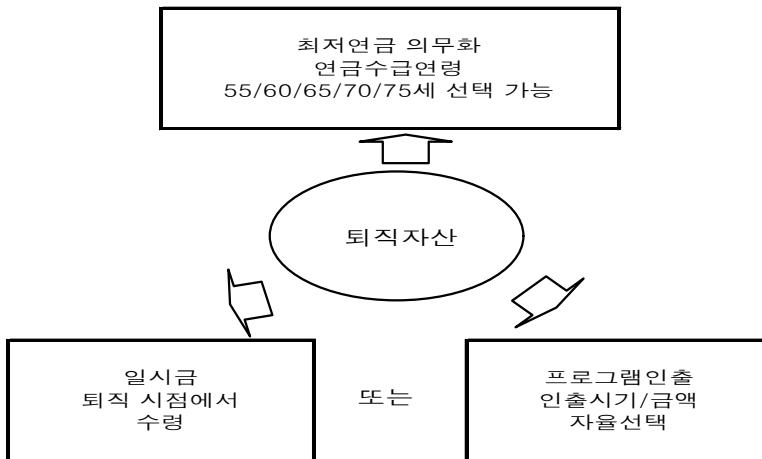 최저연금 의무화
연금수급연령
55/60/65/70/75세 선택 가능
퇴직자산
일시금
퇴직 시점에서
수령
또는
프로그램인출
인출시기/금액
자율선택